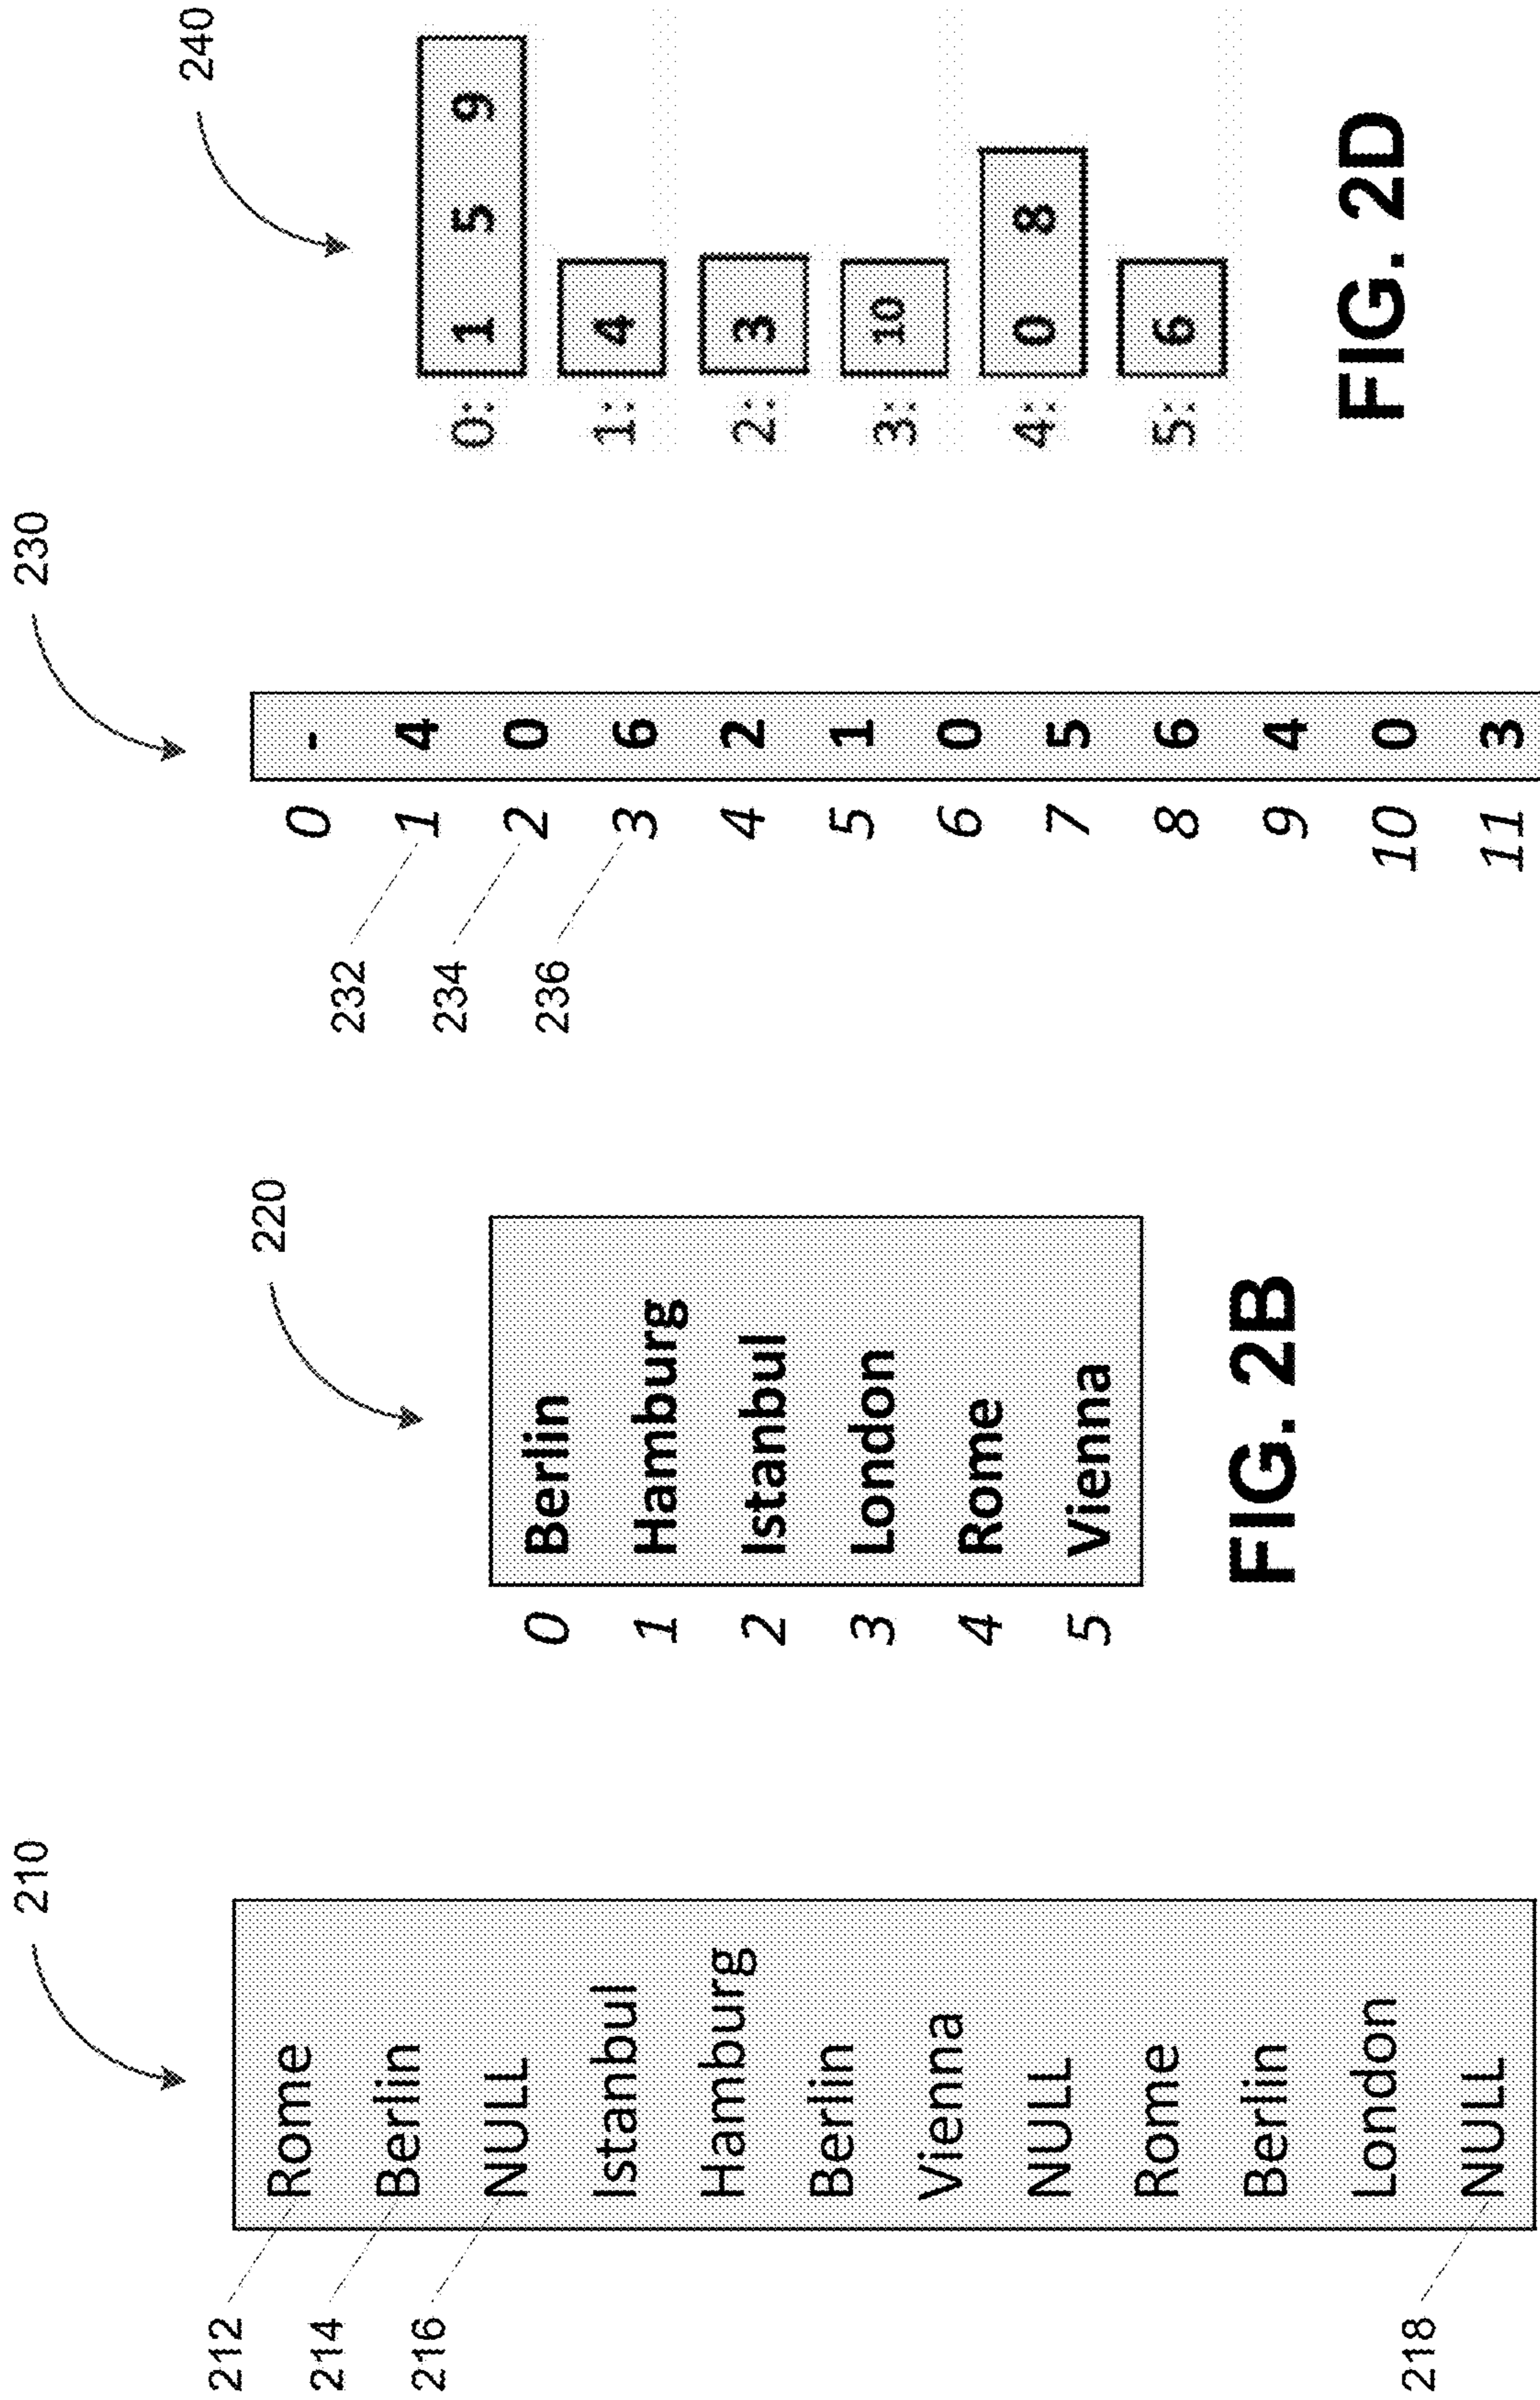 210
212
Rome
214
Berlin
216
NULL
Istanbul
Hamburg
Berlin
Vienna
NULL
Rome
Berlin
London
218
NULL
220
0 Berlin
1 Hamburg
2 Istanbul
3 London
4 Rome
5 Vienna
FIG. 2B
230
0 -
232
1 4
234
2 0
236
3 6
4 2
5 1
6 0
7 5
8 6
9 4
10 0
11 3
240
0: 1 5 9
1: 4
2: 3
3: 10
4: 0 8
5: 6
FIG. 2D